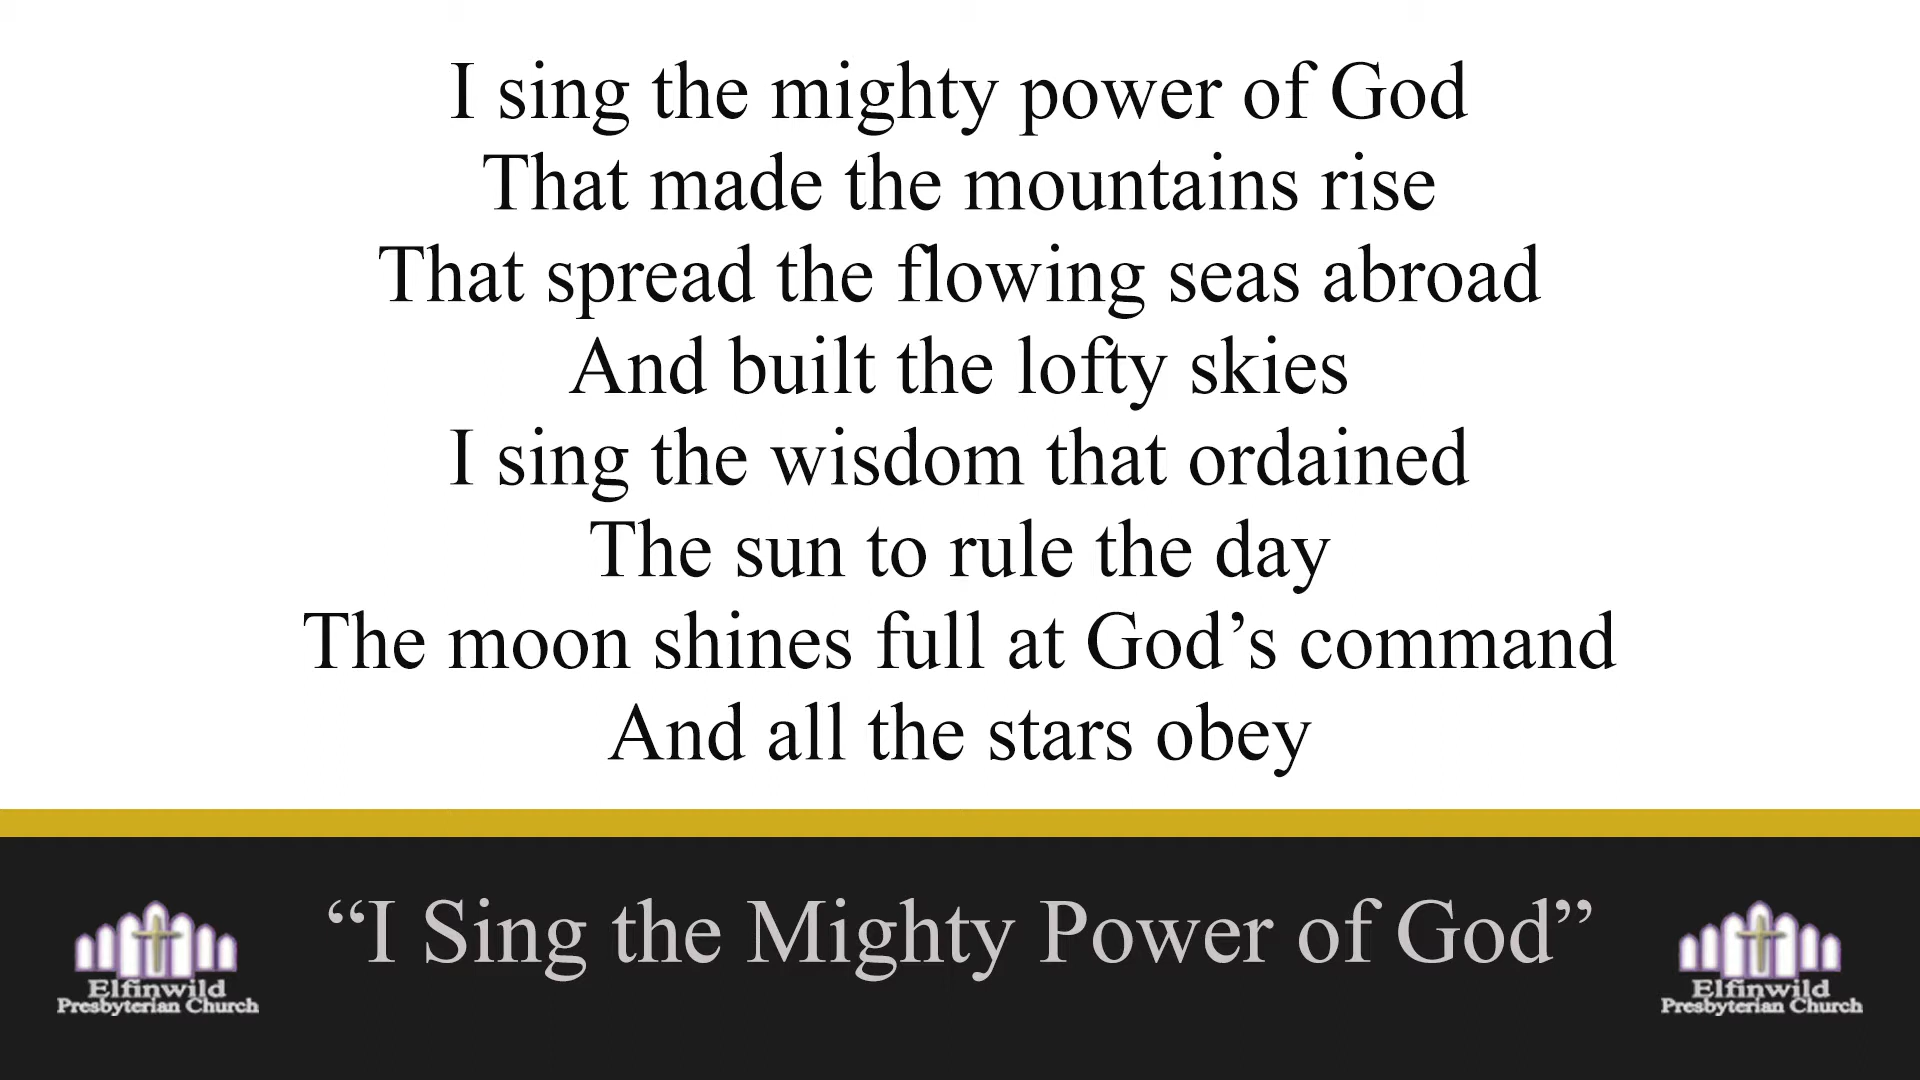 I sing the mighty power of God
That made the mountains rise
That spread the flowing seas abroad
And built the lofty skies
I sing the wisdom that ordained
The sun to rule the day
The moon shines full at God’s command
And all the stars obey
“I Sing the Mighty Power of God”
Elfinwild
Presbyterian Church
Elfinwild
Presbyterian Church